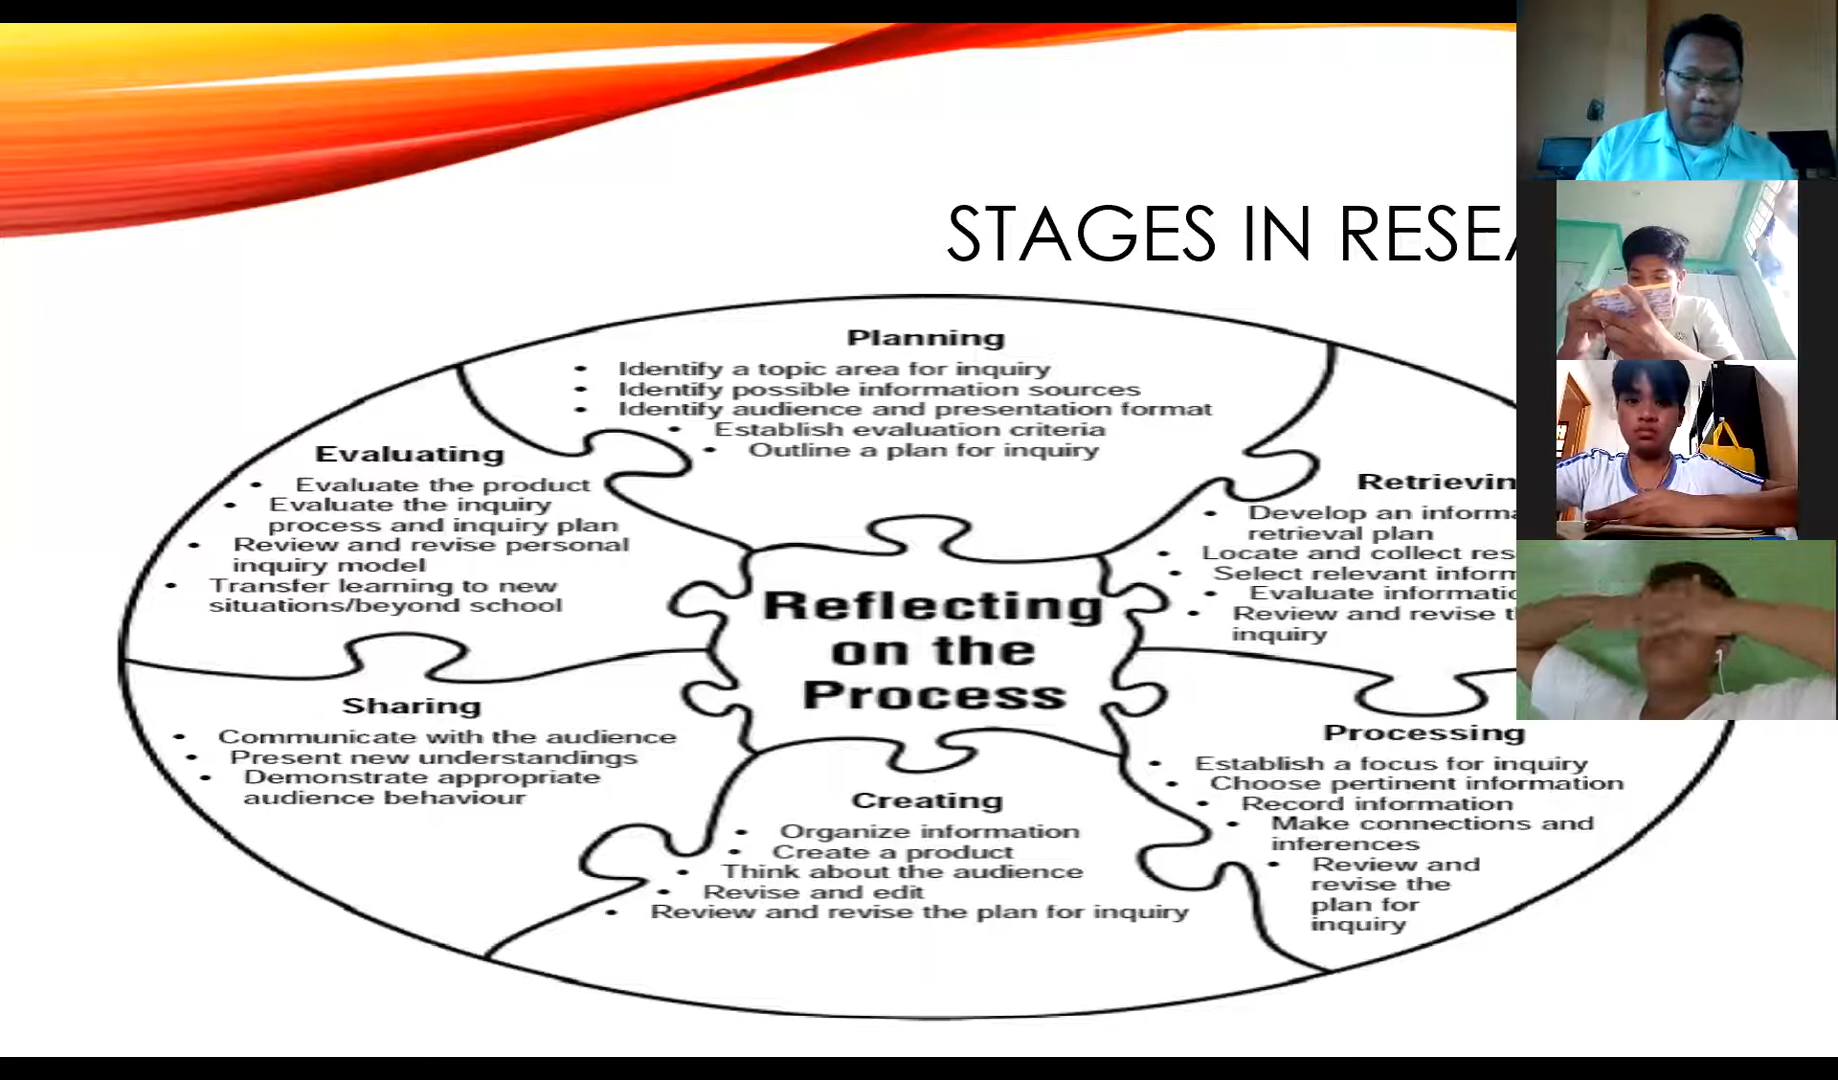 STAGES IN
Planning
• Identify a topic area for inquiry
• Identify possible information sources
• Identify audience and presentation format
• Establish evaluation criteria
• Outline a plan for inquiry
Evaluating
• Evaluate the product
• Evaluate the inquiry
process and inquiry plan
• Review and revise personal
inquiry model
• Transfer learning to new
situations/beyond school
Retrievin
• Develop an informa
retrieval plan
• Locate and collect res
• Select relevant inform
• Evaluate informatio
• Review and revise t
inquiry
Reflecting
on the
Process
Sharing
• Communicate with the audience
• Present new understandings
• Demonstrate appropriate
audience behaviour
Creating
• Organize information
• Create a product
• Think about the audience
• Revise and edit
• Review and revise the plan for inquiry
Processing
• Establish a focus for inquiry
• Choose pertinent information
• Record information
• Make connections and
inferences
• Review and
revise the
plan for
inquiry